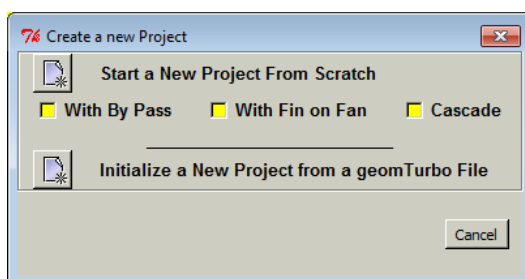 Create a new Project
Start a New Project From Scratch
With By Pass With Fin on Fan Cascade
Initialize a New Project from a geomTurbo File
Cancel